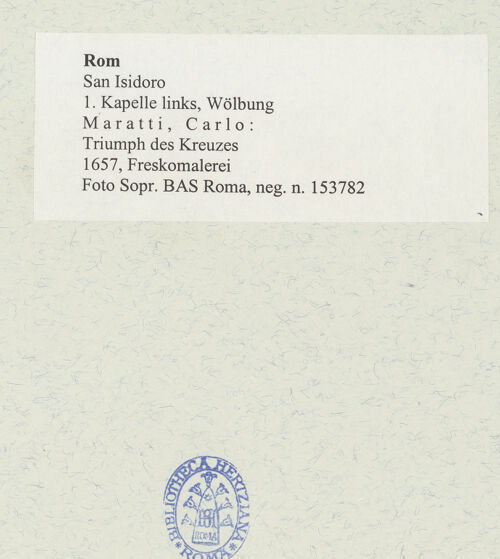 Rom
San Isidoro
1. Kapelle links, Wölbung
Maratti, Carlo:
Triumph des Kreuzes
1657, Freskomalerei
Foto Sopr. BAS Roma, neg. n. 153782
BIBLIOTHECA HERTZIANA
ROMA
* ROMA *